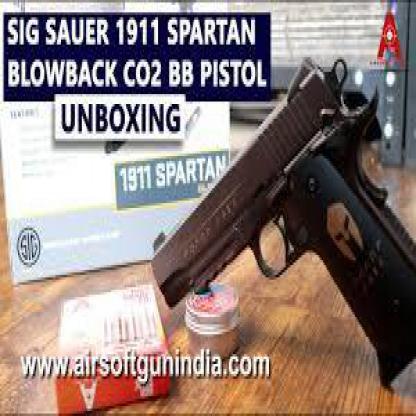 SIG SAUER 1911 SPARTAN
BLOWBACK CO2 BB PISTOL
UNBOXING
1911 SPARTAN
SIG
www.airsoftgunindia.com